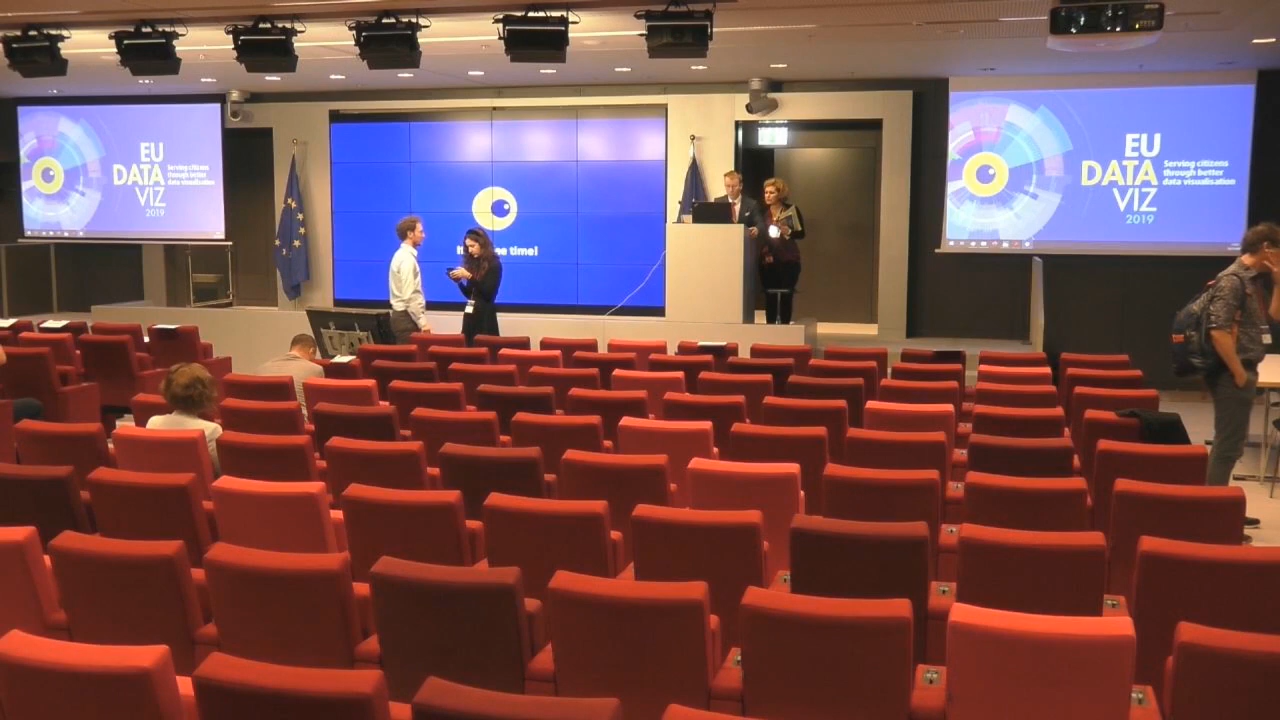 EU
DATA
VIZ
2019
Serving citizens
through better
data visualisation
time!
EU
DATA
VIZ
2019
Serving citizens
through better
data visualisation